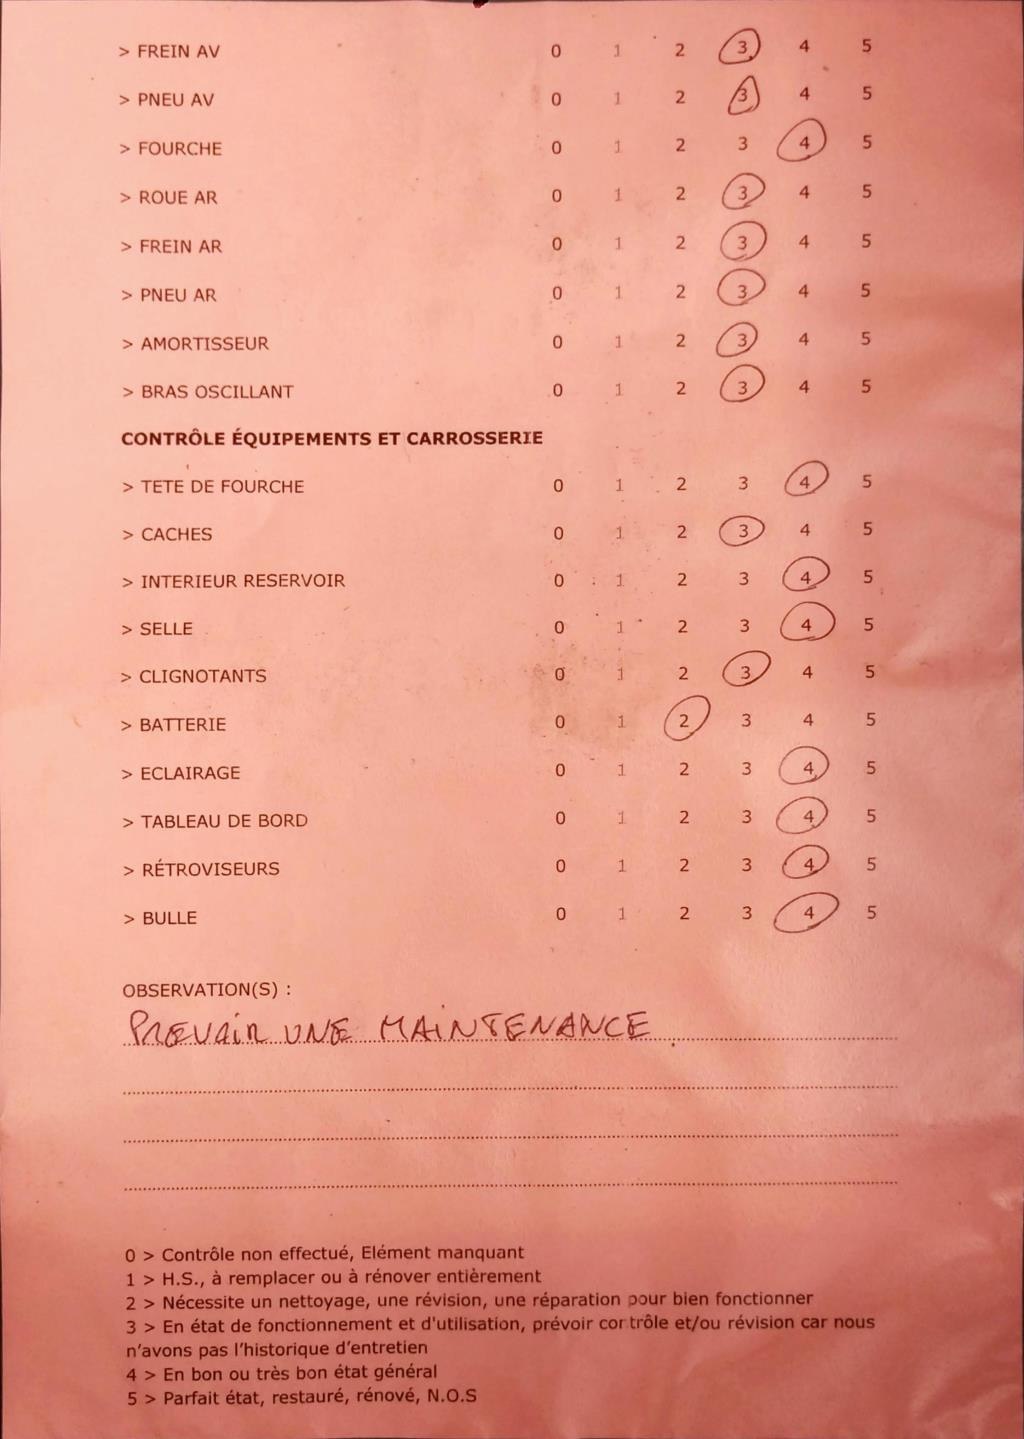 > FREIN AV 0 1 2 3 4 5
> PNEU AV 0 1 2 3 4 5
> FOURCHE 0 1 2 3 4 5
> ROUE AR 0 1 2 3 4 5
> FREIN AR 0 1 2 3 4 5
> PNEU AR 0 1 2 3 4 5
> AMORTISSEUR 0 1 2 3 4 5
> BRAS OSCILLANT 0 1 2 3 4 5
CONTRÔLE ÉQUIPEMENTS ET CARROSSERIE
> TETE DE FOURCHE 0 1 2 3 4 5
> CACHES 0 1 2 3 4 5
> INTERIEUR RESERVOIR 0 1 2 3 4 5
> SELLE 0 1 2 3 4 5
> CLIGNOTANTS 0 1 2 3 4 5
> BATTERIE 0 1 2 3 4 5
> ECLAIRAGE 0 1 2 3 4 5
> TABLEAU DE BORD 0 1 2 3 4 5
> RÉTROVISEURS 0 1 2 3 4 5
> BULLE 0 1 2 3 4 5
OBSERVATION(S) :
PREVOIR UNE MAINTENANCE
0 > Contrôle non effectué, Elément manquant
1 > H.S., à remplacer ou à rénover entièrement
2 > Nécessite un nettoyage, une révision, une réparation pour bien fonctionner
3 > En état de fonctionnement et d'utilisation, prévoir contrôle et/ou révision car nous
n'avons pas l'historique d'entretien
4 > En bon ou très bon état général
5 > Parfait état, restauré, rénové, N.O.S